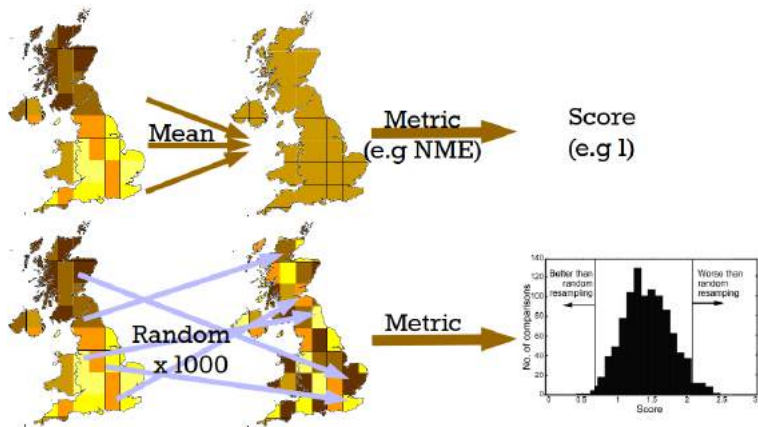 Mean
Metric
(e.g NME)
Score
(e.g 1)
Random
x 1000
Metric
No. of comparisons
140
120
100
80
60
40
20
0
Better than
random
resampling
Worse than
random
resampling
0
0.5
1
1.5
2
2.5
3
Score